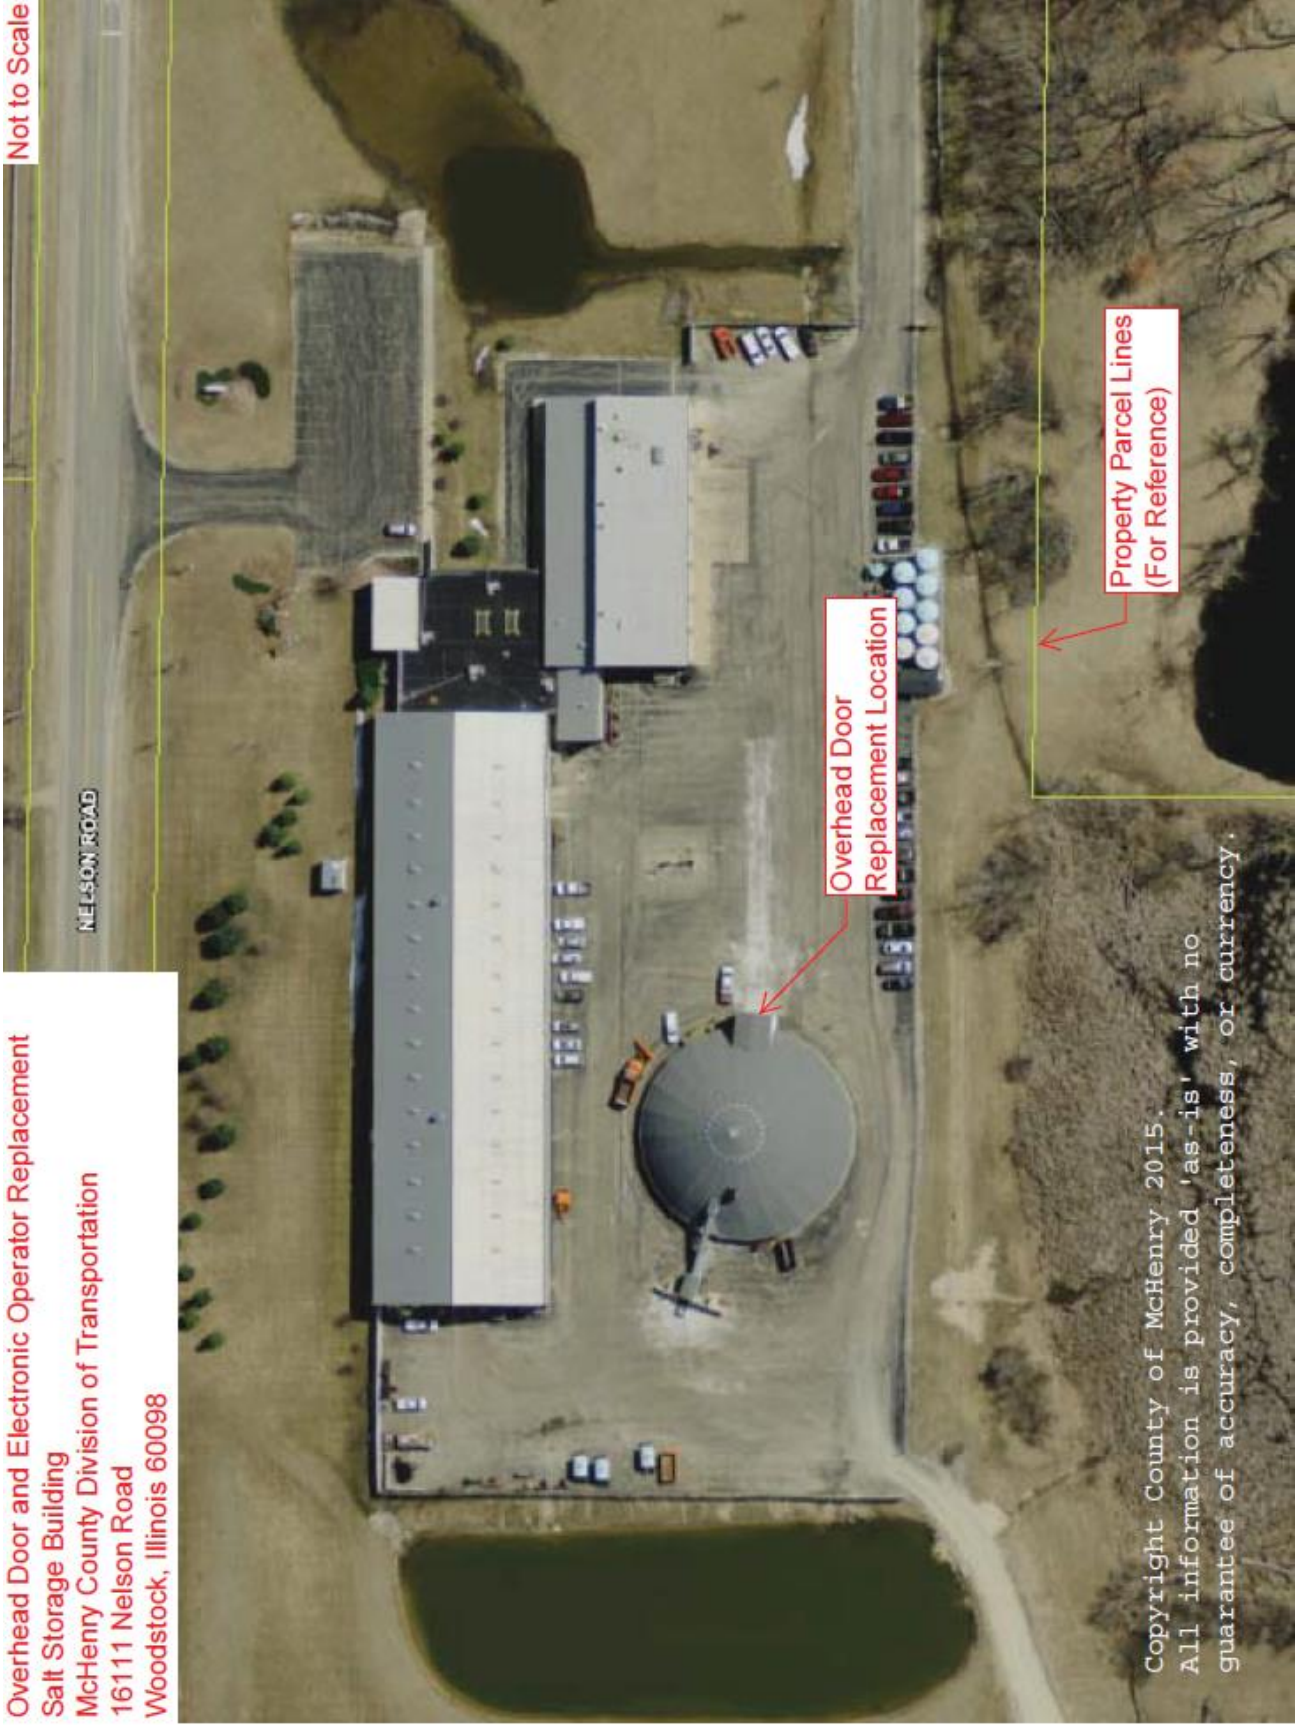 Overhead Door and Electronic Operator Replacement
Salt Storage Building
McHenry County Division of Transportation
16111 Nelson Road
Woodstock, Illinois 60098
Not to Scale
NELSON ROAD
Overhead Door
Replacement Location
Property Parcel Lines
(For Reference)
Copyright County of McHenry 2015.
All information is provided 'as-is' with no
guarantee of accuracy, completeness, or currency.